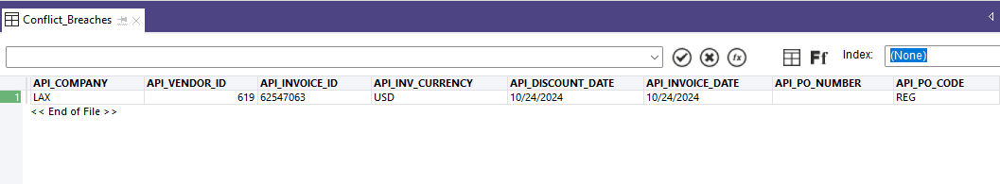 Conflict_Breaches
Ff Index: (None)
API_COMPANY API_VENDOR_ID API_INVOICE_ID API_INV_CURRENCY API_DISCOUNT_DATE API_INVOICE_DATE API_PO_NUMBER API_PO_CODE
1 LAX 619 62547063 USD 10/24/2024 10/24/2024 REG
<< End of File >>